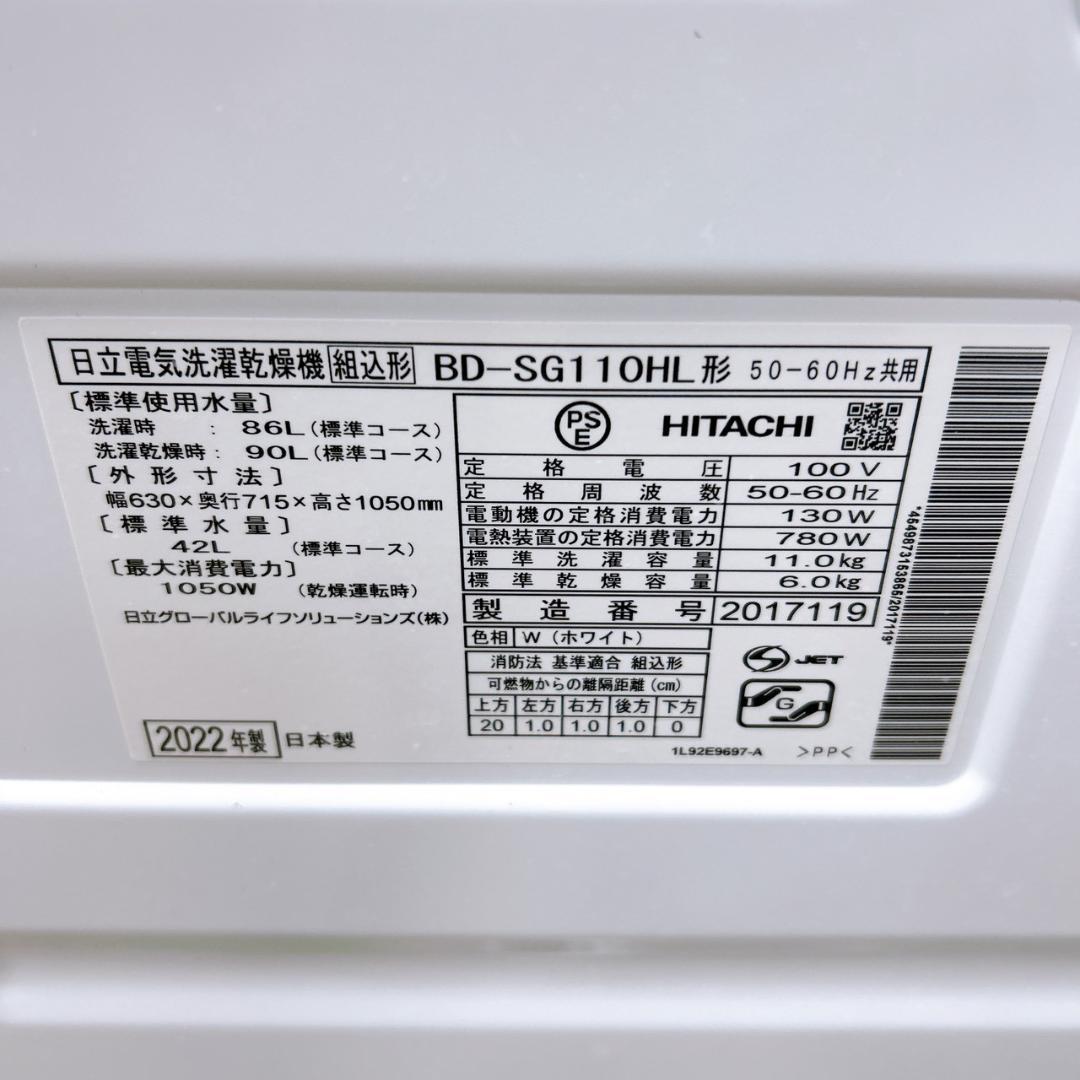 日立電気洗濯乾燥機 組込形 BD-SG110HL形 50-60Hz共用
〔標準使用水量〕
洗濯時 : 86L(標準コース)
洗濯乾燥時: 90L(標準コース)
〔外形寸法〕
幅630×奥行715×高さ1050mm
〔標準水量〕
42L (標準コース)
〔最大消費電力〕
1050W (乾燥運転時)
日立グローバルライフソリューションズ(株)
2022年製 日本製
PSE HITACHI
定格電圧 100V
定格周波数 50-60Hz
電動機の定格消費電力 130W
電熱装置の定格消費電力 780W
標準洗濯容量 11.0kg
標準乾燥容量 6.0kg
製造番号 2017119
色相 W(ホワイト)
消防法 基準適合 組込形
可燃物からの離隔距離(cm)
上方 左方 右方 後方 下方
20 1.0 1.0 1.0 0
S JET
G
1L92E9697-A >PP<